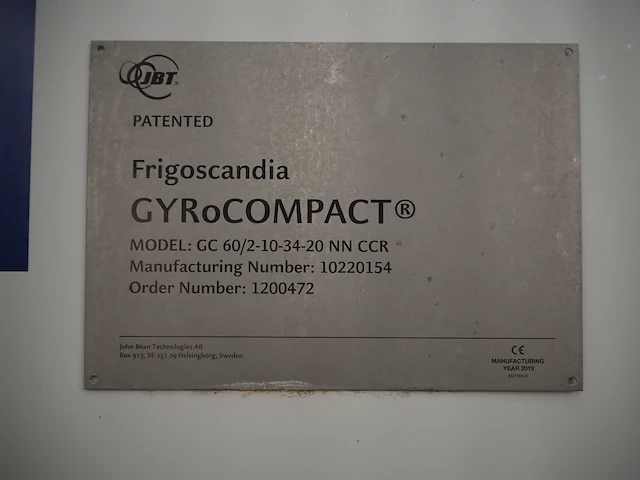 JBT
PATENTED
Frigoscandia
GYRoCOMPACT®
MODEL: GC 60/2-10-34-20 NN CCR
Manufacturing Number: 10220154
Order Number: 1200472
John Bean Technologies AB
Box 913, SE-251 09 Helsingborg, Sweden
CE
MANUFACTURING
YEAR 2019